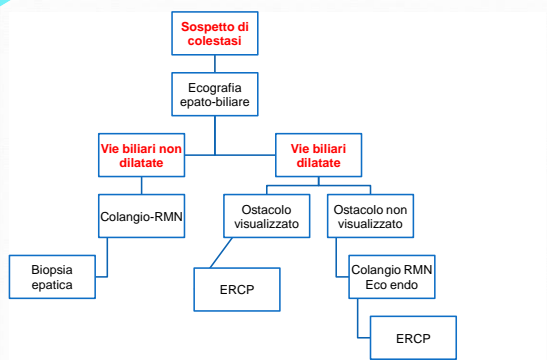 Sospetto di
colestasi
Ecografia
epato-biliare
Vie biliari non
dilatate
Vie biliari
dilatate
Colangio-RMN
Ostacolo
visualizzato
Ostacolo non
visualizzato
Biopsia
epatica
ERCP
Colangio RMN
Eco endo
ERCP